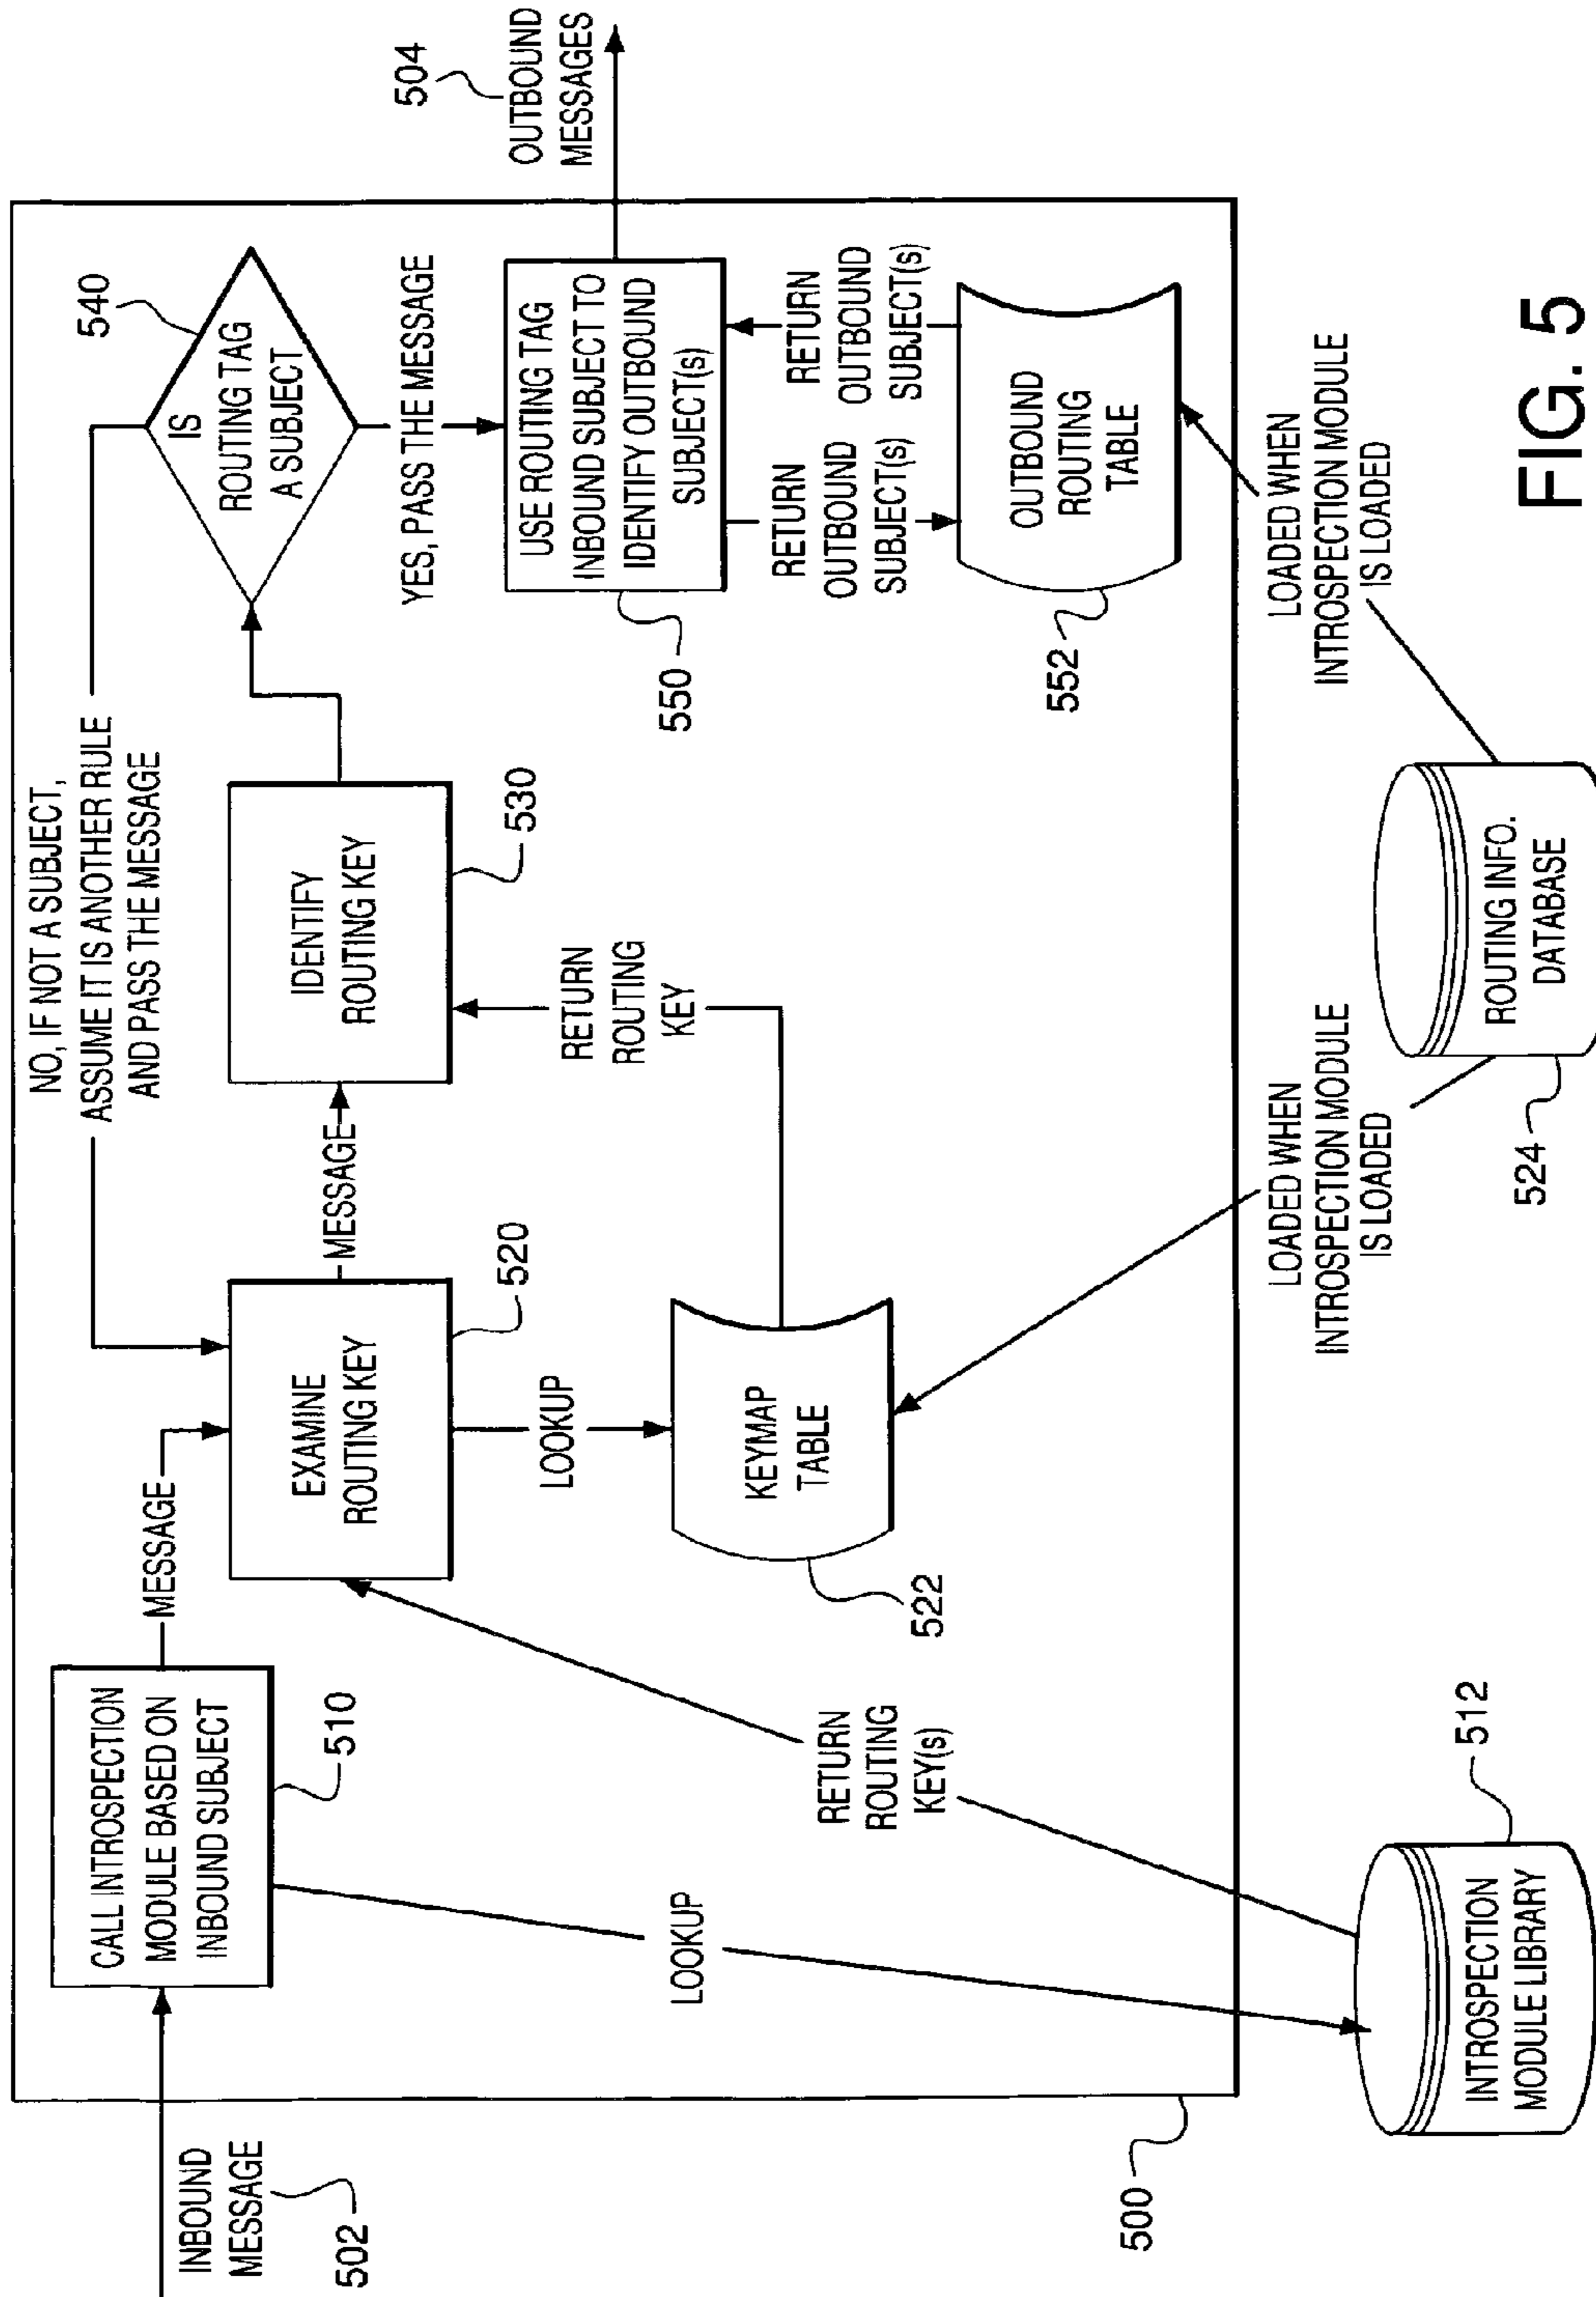 INBOUND
MESSAGE
502
CALL INTROSPECTION
MODULE BASED ON
INBOUND SUBJECT
510
MESSAGE
NO, IF NOT A SUBJECT,
ASSUME IT IS ANOTHER RULE
AND PASS THE MESSAGE
EXAMINE
ROUTING KEY
520
MESSAGE
IDENTIFY
ROUTING KEY
530
IS
ROUTING TAG
A SUBJECT
540
YES, PASS THE MESSAGE
USE ROUTING TAG
INBOUND SUBJECT TO
IDENTIFY OUTBOUND
SUBJECT(s)
550
504
OUTBOUND
MESSAGES
LOOKUP
RETURN
ROUTING
KEY(s)
LOOKUP
KEYMAP
TABLE
522
RETURN
ROUTING
KEY
RETURN
OUTBOUND
SUBJECT(s)
RETURN
OUTBOUND
SUBJECT(s)
OUTBOUND
ROUTING
TABLE
552
500
INTROSPECTION
MODULE LIBRARY
512
LOADED WHEN
INTROSPECTION MODULE
IS LOADED
ROUTING INFO.
DATABASE
524
LOADED WHEN
INTROSPECTION MODULE
IS LOADED
FIG. 5